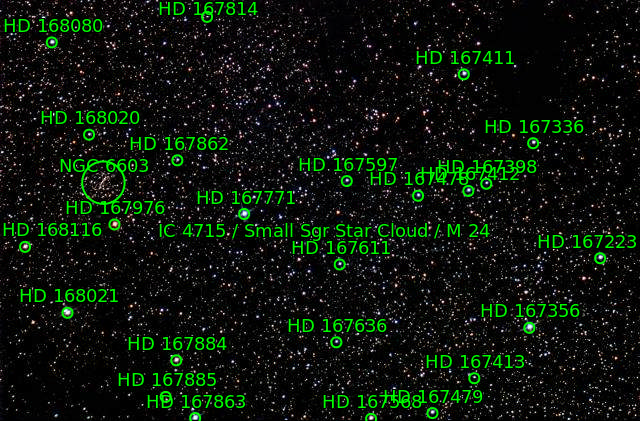 HD 167814
HD 168080
HD 167411
HD 168020
HD 167336
HD 167862
NGC 6603
HD 167597
HD 167398
HD 167412
HD 167771
HD 167976
HD 168116
IC 4715 / Small Sgr Star Cloud / M 24
HD 167611
HD 167223
HD 168021
HD 167356
HD 167636
HD 167884
HD 167413
HD 167885
HD 167863
HD 167568
HD 167479